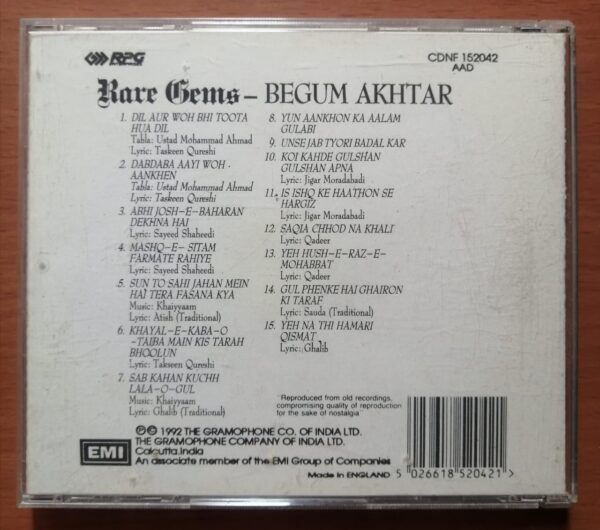 RPG
CDNF 152042
AAD
Rare Gems – BEGUM AKHTAR
1. DIL AUR WOH BHI TOOTA
HUA DIL
Tabla: Ustad Mohammad Ahmad
Lyric: Taskeen Qureshi
2. DABDABA AAYI WOH
AANKHEN
Tabla: Ustad Mohammad Ahmad
Lyric: Taskeen Qureshi
3. ABHI JOSH-E-BAHARAN
DEKHNA HAI
Lyric: Sayeed Shaheedi
4. MASHQ-E- SITAM
FARMATE RAHIYE
Lyric: Sayeed Shaheedi
5. SUN TO SAHI JAHAN MEIN
HAI TERA FASANA KYA
Music: Khaiyyaam
Lyric: Atish (Traditional)
6. KHAYAL-E-KABA-O
-TAIBA MAIN KIS TARAH
BHOOLUN
Lyric: Takseen Qureshi
7. SAB KAHAN KUCHH
LALA-O-GUL
Music: Khaiyyaam
Lyric: Ghalib (Traditional)
8. YUN AANKHON KA AALAM
GULABI
9. UNSE JAB TYORI BADAL KAR
10. KOI KAHDE GULSHAN
GULSHAN APNA
Lyric: Jigar Moradabadi
11. IS ISHQ KE HAATHON SE
HARGIZ
Lyric: Jigar Moradabadi
12. SAQIA CHHOD NA KHALI
Lyric: Qadeer
13. YEH HUSH-E-RAZ-E-
MOHABBAT
Lyric: Qadeer
14. GUL PHENKE HAI GHAIRON
KI TARAF
Lyric: Sauda (Traditional)
15. YEH NA THI HAMARI
QISMAT
Lyric: Ghalib
Reproduced from old recordings,
compromising quality of reproduction
for the sake of nostalgia
℗© 1992 THE GRAMOPHONE CO. OF INDIA LTD.
THE GRAMOPHONE COMPANY OF INDIA LTD.
Calcutta.India
An associate member of the EMI Group of Companies
EMI
Made in ENGLAND
5 026618 520421 >